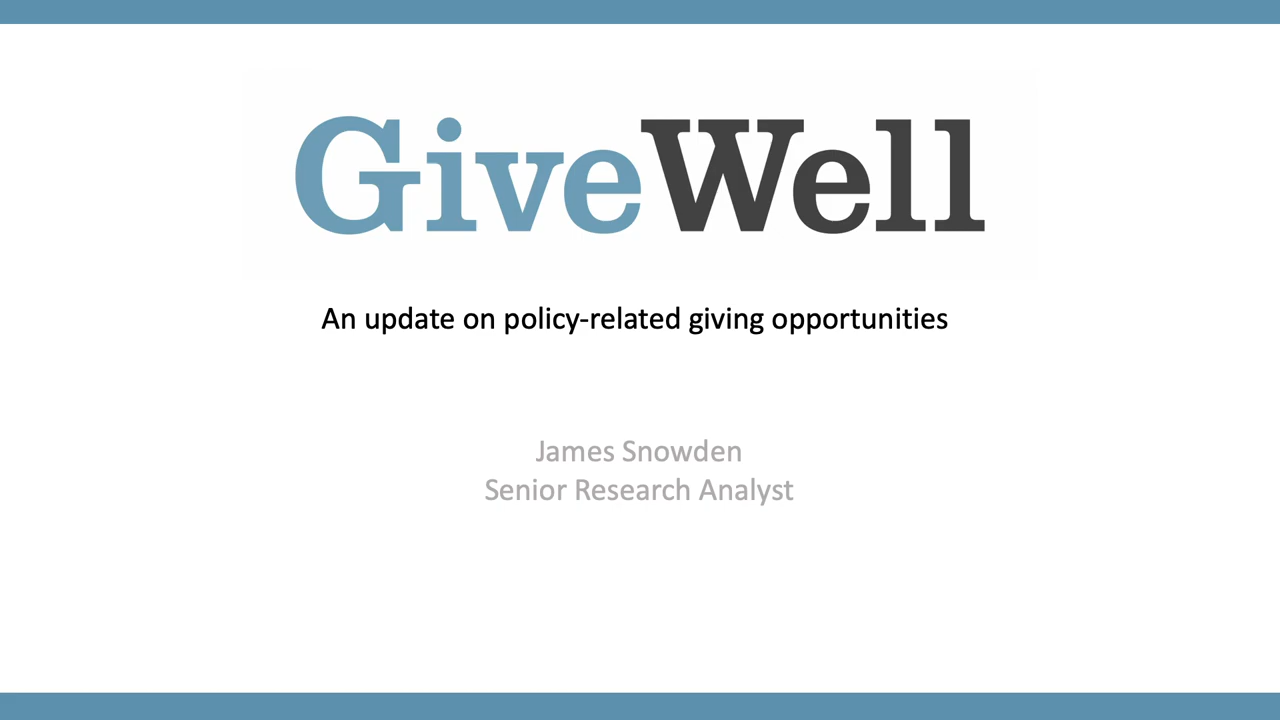 GiveWell
An update on policy-related giving opportunities
James Snowden
Senior Research Analyst